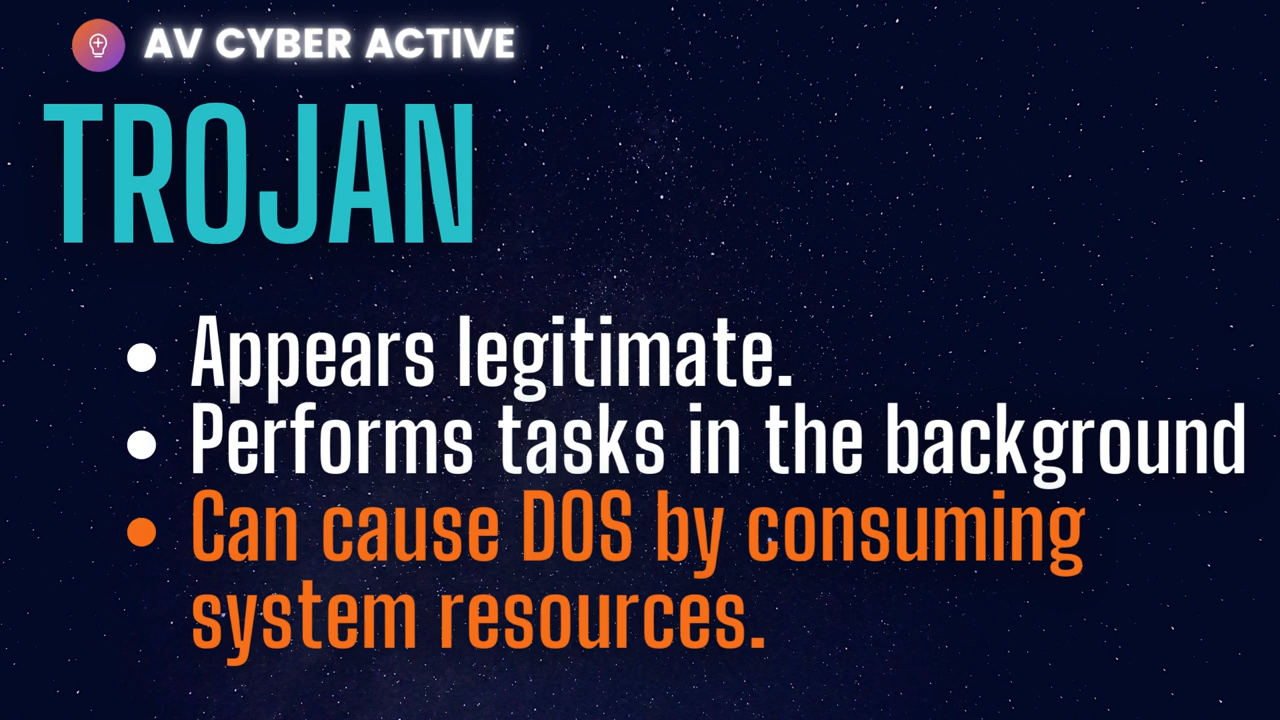 AV CYBER ACTIVE
TROJAN
• Appears legitimate.
• Performs tasks in the background
• Can cause DOS by consuming
system resources.